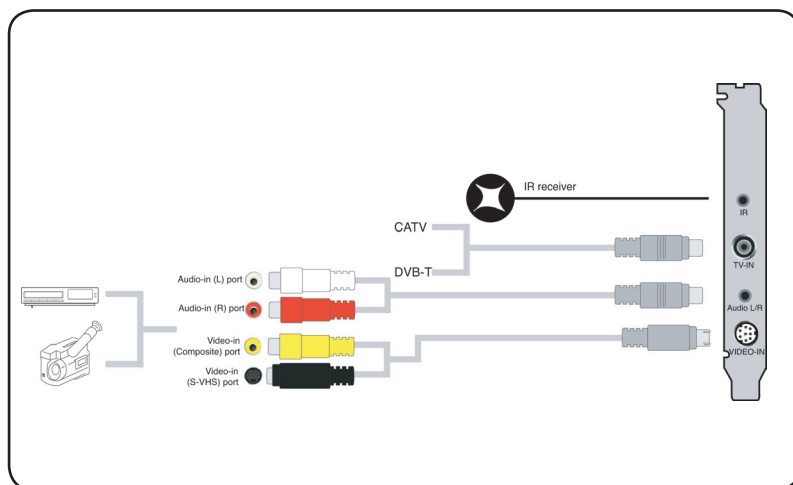 IR receiver
IR
CATV
TV-IN
DVB-T
Audio-in (L) port
Audio-in (R) port
Audio L/R
Video-in
(Composite) port
VIDEO-IN
Video-in
(S-VHS) port